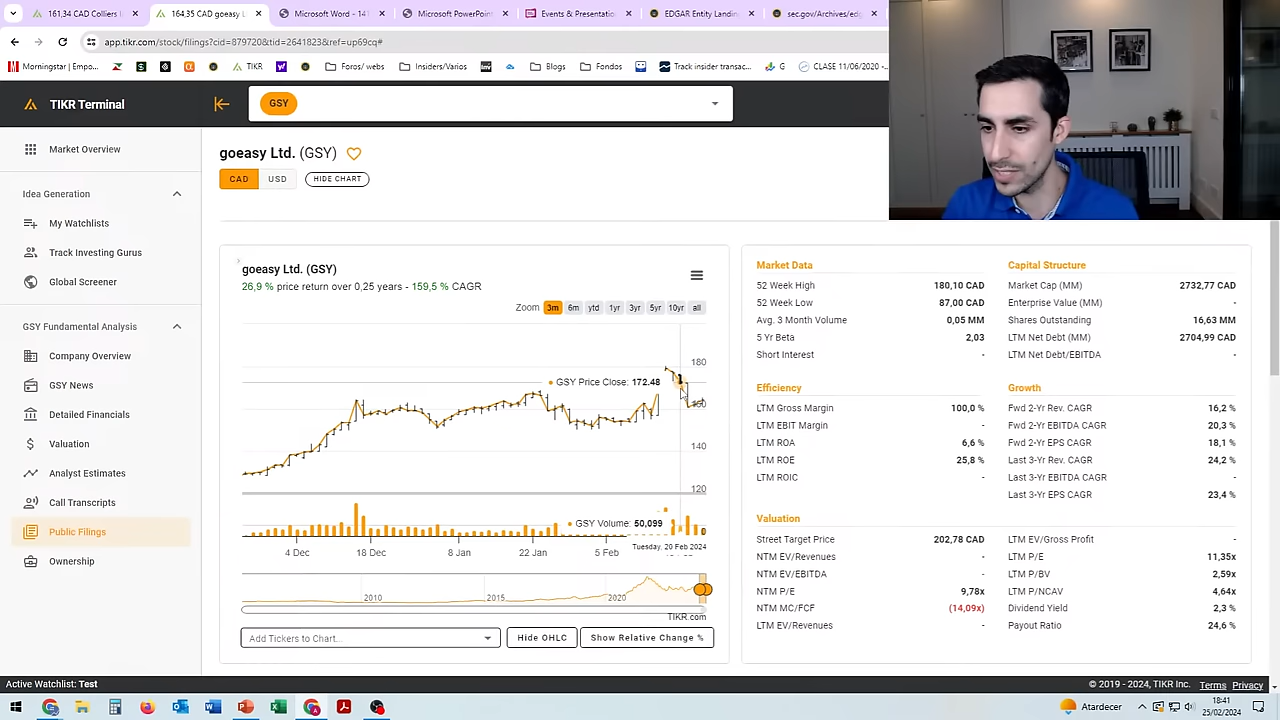 161,34 CAD Colliers I
164,35 CAD goeasy L
Microsoft Word - 141
Microsoft PowerPoint
Events & Presentatio
EDGAR Entity Landin
sec.gov/Archives/edg
app.tikr.com/stock/filings?cid=879720&tid=2641823&ref=up69cq#
Morningstar | Empo...
TIKR
Foros/webs
Insiders/Varios
Blogs
Fondos
Track insider transac...
G
CLASE 11/06/2020 -
TIKR Terminal
GSY
Market Overview
Idea Generation
My Watchlists
Track Investing Gurus
Global Screener
GSY Fundamental Analysis
Company Overview
GSY News
Detailed Financials
Valuation
Analyst Estimates
Call Transcripts
Public Filings
Ownership
goeasy Ltd. (GSY)
CAD USD HIDE CHART
goeasy Ltd. (GSY)
26,9 % price return over 0,25 years - 159,5 % CAGR
Zoom 3m 6m ytd 1yr 3yr 5yr 10yr all
180
GSY Price Close: 172.48
160
140
120
GSY Volume: 50,099
0
4 Dec 18 Dec 8 Jan 22 Jan 5 Feb
Tuesday, 20 Feb 2024
2010 2015 2020
TIKR.com
Add Tickers to Chart...
Hide OHLC
Show Relative Change %
Market Data
52 Week High 180,10 CAD
52 Week Low 87,00 CAD
Avg. 3 Month Volume 0,05 MM
5 Yr Beta 2,03
Short Interest -
Capital Structure
Market Cap (MM) 2732,77 CAD
Enterprise Value (MM) -
Shares Outstanding 16,63 MM
LTM Net Debt (MM) 2704,99 CAD
LTM Net Debt/EBITDA -
Efficiency
LTM Gross Margin 100,0 %
LTM EBIT Margin -
LTM ROA 6,6 %
LTM ROE 25,8 %
LTM ROIC -
Growth
Fwd 2-Yr Rev. CAGR 16,2 %
Fwd 2-Yr EBITDA CAGR 20,3 %
Fwd 2-Yr EPS CAGR 18,1 %
Last 3-Yr Rev. CAGR 24,2 %
Last 3-Yr EBITDA CAGR -
Last 3-Yr EPS CAGR 23,4 %
Valuation
Street Target Price 202,78 CAD
NTM EV/Revenues -
NTM EV/EBITDA -
NTM P/E 9,78x
NTM MC/FCF (14,09x)
LTM EV/Revenues -
LTM EV/Gross Profit -
LTM P/E 11,35x
LTM P/BV 2,59x
LTM P/NCAV 4,64x
Dividend Yield 2,3 %
Payout Ratio 24,6 %
Active Watchlist: Test
© 2019 - 2024, TIKR Inc. Terms Privacy
Atardecer
18:41
25/02/2024